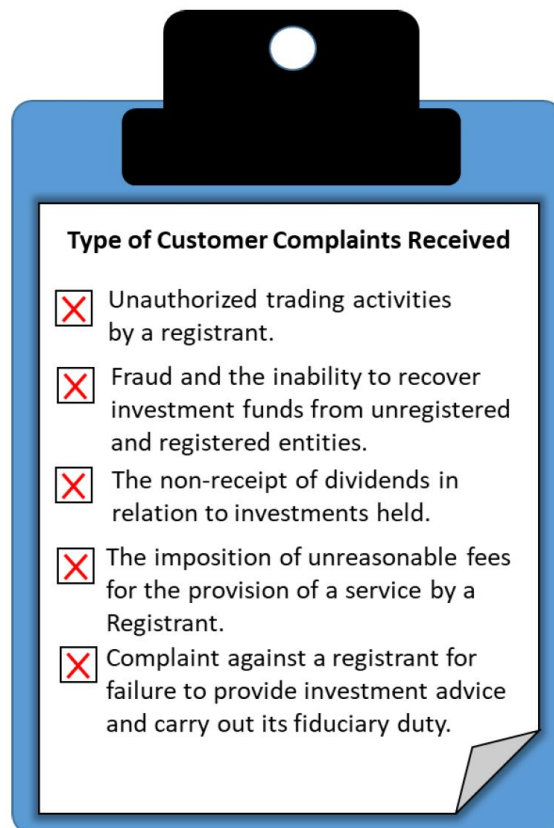 Type of Customer Complaints Received
Unauthorized trading activities
by a registrant.
Fraud and the inability to recover
investment funds from unregistered
and registered entities.
The non-receipt of dividends in
relation to investments held.
The imposition of unreasonable fees
for the provision of a service by a
Registrant.
Complaint against a registrant for
failure to provide investment advice
and carry out its fiduciary duty.